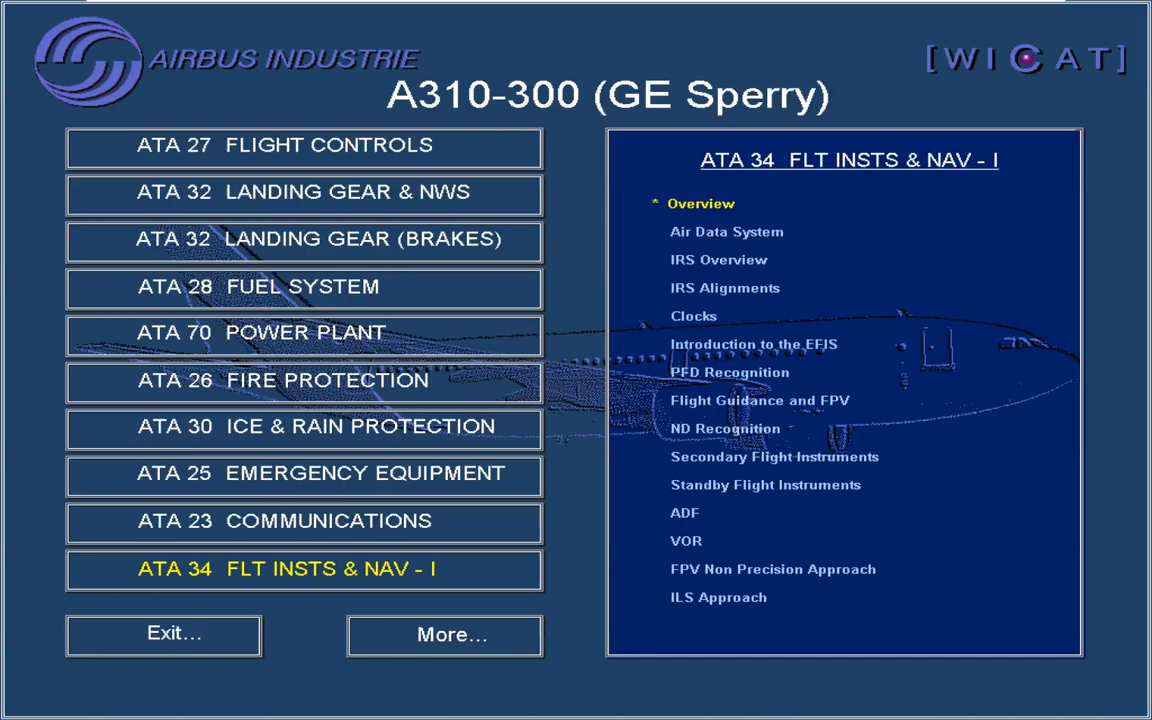 AIRBUS INDUSTRIE
[WICAT]
A310-300 (GE Sperry)
ATA 27 FLIGHT CONTROLS
ATA 32 LANDING GEAR & NWS
ATA 32 LANDING GEAR (BRAKES)
ATA 28 FUEL SYSTEM
ATA 70 POWER PLANT
ATA 26 FIRE PROTECTION
ATA 30 ICE & RAIN PROTECTION
ATA 25 EMERGENCY EQUIPMENT
ATA 23 COMMUNICATIONS
ATA 34 FLT INSTS & NAV - I
Exit...
More...
ATA 34 FLT INSTS & NAV - I
* Overview
Air Data System
IRS Overview
IRS Alignments
Clocks
Introduction to the EFIS
PFD Recognition
Flight Guidance and FPV
ND Recognition
Secondary Flight Instruments
Standby Flight Instruments
ADF
VOR
FPV Non Precision Approach
ILS Approach